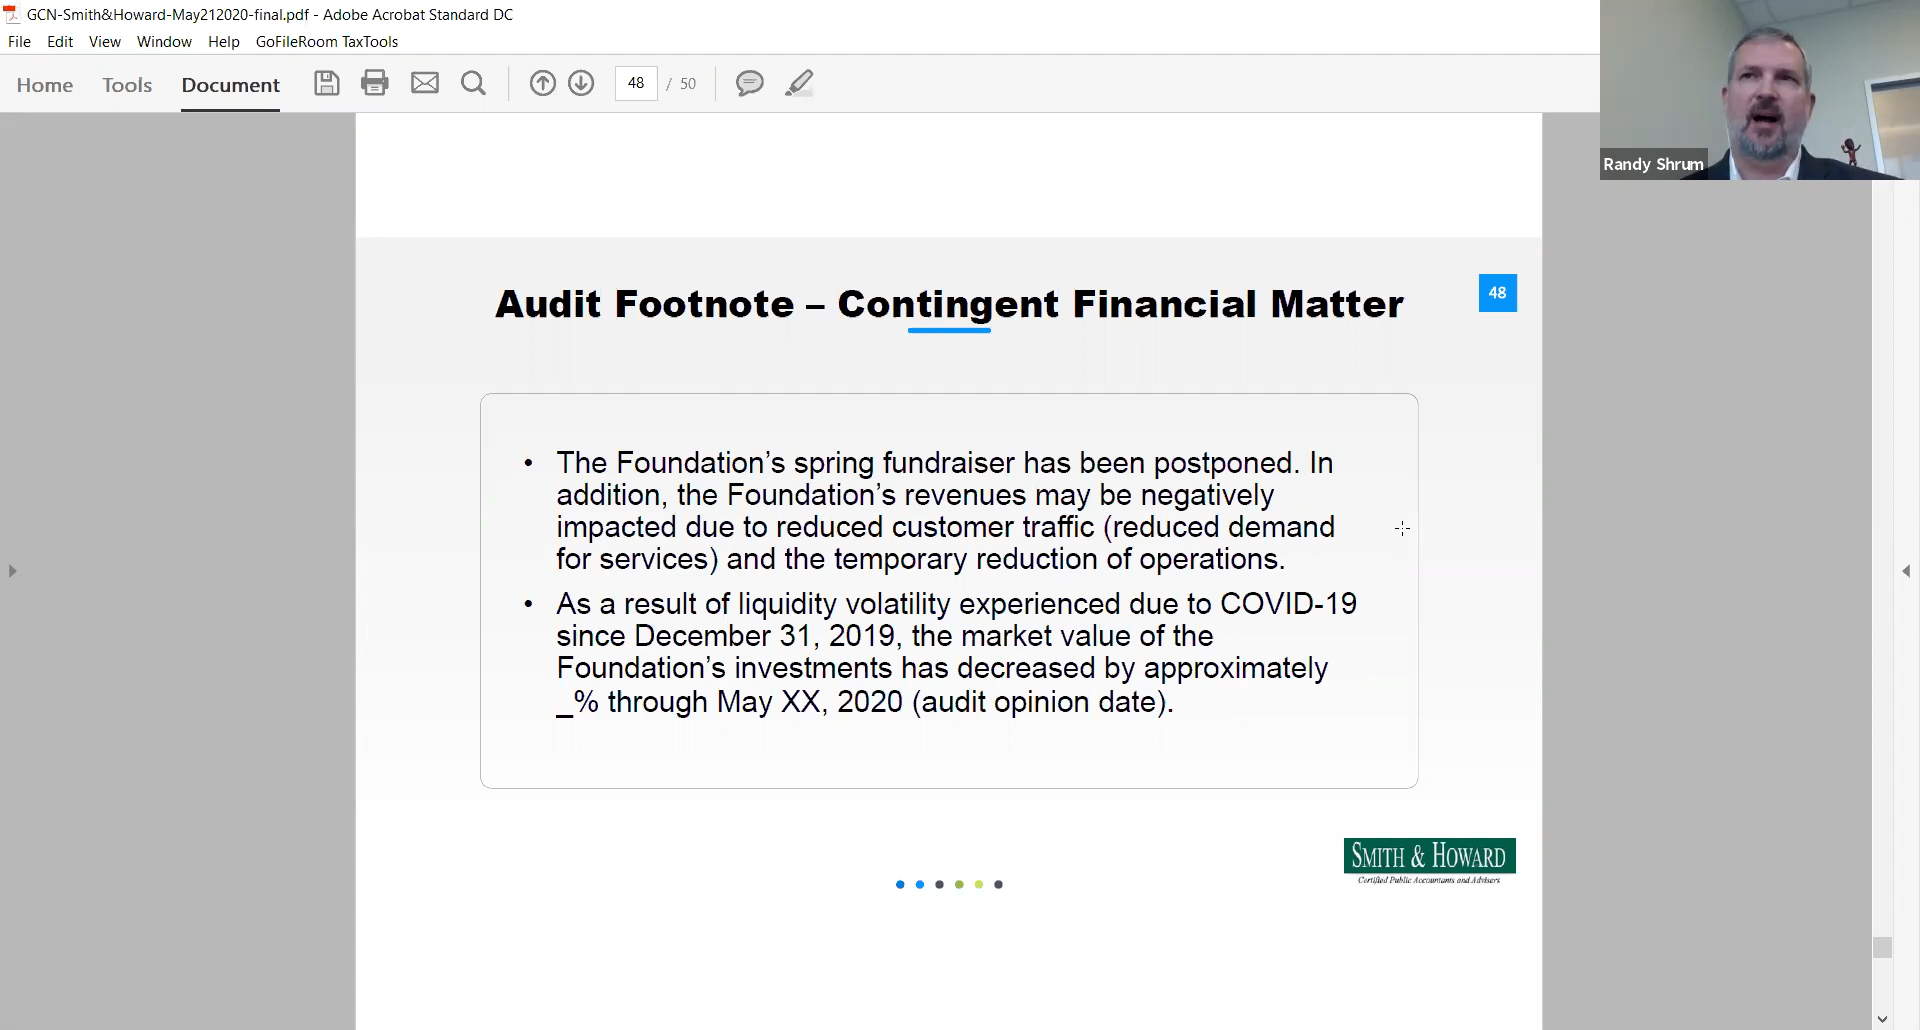 GCN-Smith&Howard-May212020-final.pdf - Adobe Acrobat Standard DC
File Edit View Window Help GoFileRoom TaxTools
Home Tools Document 48 / 50
Randy Shrum
Audit Footnote – Contingent Financial Matter
48
• The Foundation’s spring fundraiser has been postponed. In
addition, the Foundation’s revenues may be negatively
impacted due to reduced customer traffic (reduced demand
for services) and the temporary reduction of operations.
• As a result of liquidity volatility experienced due to COVID-19
since December 31, 2019, the market value of the
Foundation’s investments has decreased by approximately
_% through May XX, 2020 (audit opinion date).
SMITH & HOWARD
Certified Public Accountants and Advisers